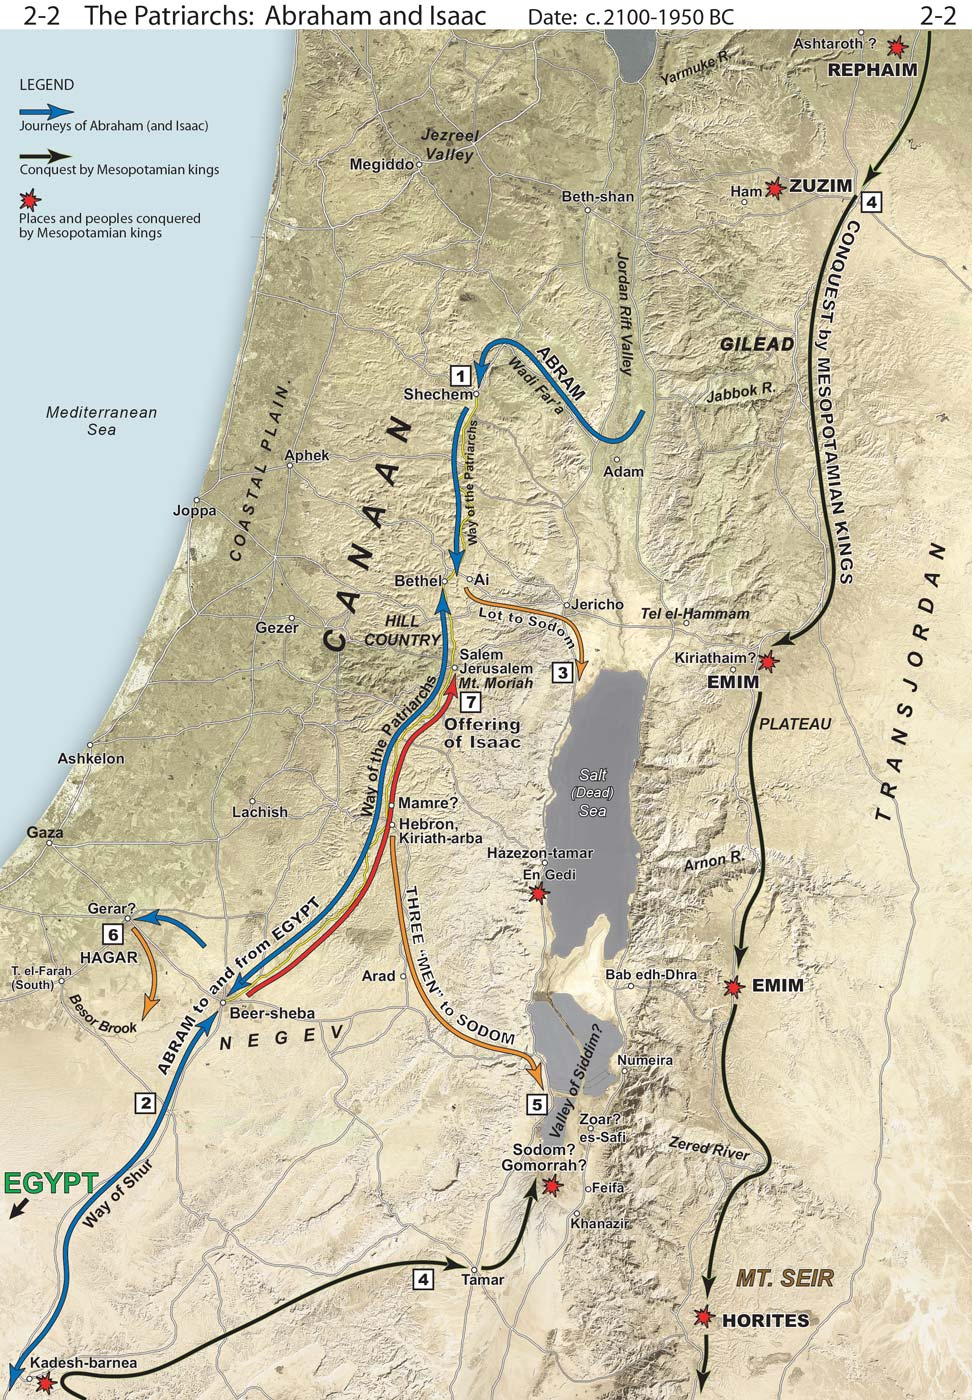 2-2 The Patriarchs: Abraham and Isaac Date: c. 2100-1950 BC 2-2
LEGEND
Journeys of Abraham (and Isaac)
Conquest by Mesopotamian kings
Places and peoples conquered
by Mesopotamian kings
Ashtaroth ?
REPHAIM
Yarmuke R.
Jezreel
Valley
Megiddo
Beth-shan
Ham
ZUZIM
4
CONQUEST by MESOPOTAMIAN KINGS
Jordan Rift Valley
GILEAD
Jabbok R.
ABRAM
Wadi Far'a
1
Shechem
Adam
Mediterranean
Sea
COASTAL PLAIN.
CANAAN
Aphek
Joppa
Way of the Patriarchs
Bethel
Ai
Jericho
Lot to Sodom
3
Tel el-Hammam
TRANSJORDAN
Gezer
HILL
COUNTRY
Salem
Jerusalem
Mt. Moriah
7
Offering
of Isaac
Kiriathaim?
EMIM
PLATEAU
Way of the Patriarchs
Ashkelon
Lachish
Gaza
Mamre?
Hebron,
Kiriath-arba
Salt
(Dead)
Sea
Hazezon-tamar
En Gedi
Arnon R.
Gerar?
6
HAGAR
T. el-Farah
(South)
Besor Brook
ABRAM to and from EGYPT
Beer-sheba
NEGEV
Arad
THREE "MEN" to SODOM
5
Bab edh-Dhra
EMIM
Valley of Siddim?
Numeira
Zoar?
es-Safi
Zered River
Sodom?
Gomorrah?
Feifa
Khanazir
2
EGYPT
Way of Shur
4
Tamar
MT. SEIR
HORITES
Kadesh-barnea